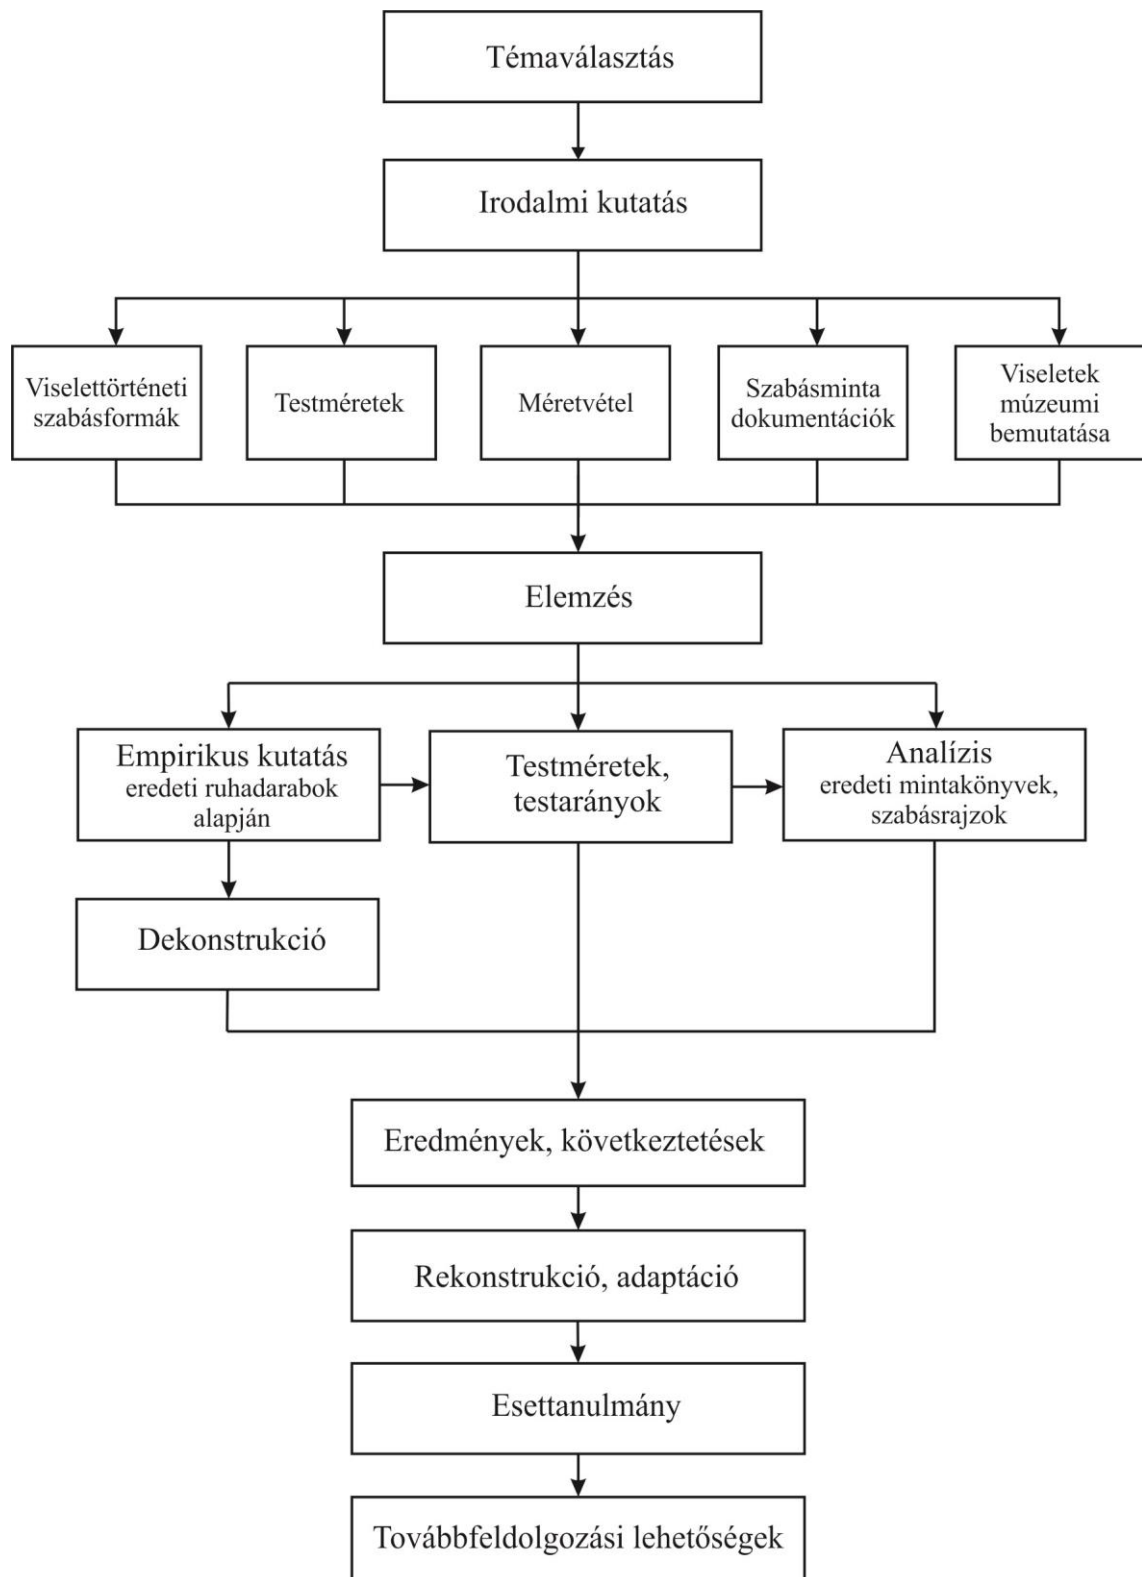 Témaválasztás
Irodalmi kutatás
Viselettörténeti
szabásformák
Testméretek
Méretvétel
Szabásminta
dokumentációk
Viseletek
múzeumi
bemutatása
Elemzés
Empirikus kutatás
eredeti ruhadarabok
alapján
Testméretek,
testarányok
Analízis
eredeti mintakönyvek,
szabásrajzok
Dekonstrukció
Eredmények, következtetések
Rekonstrukció, adaptáció
Esettanulmány
Továbbfeldolgozási lehetőségek